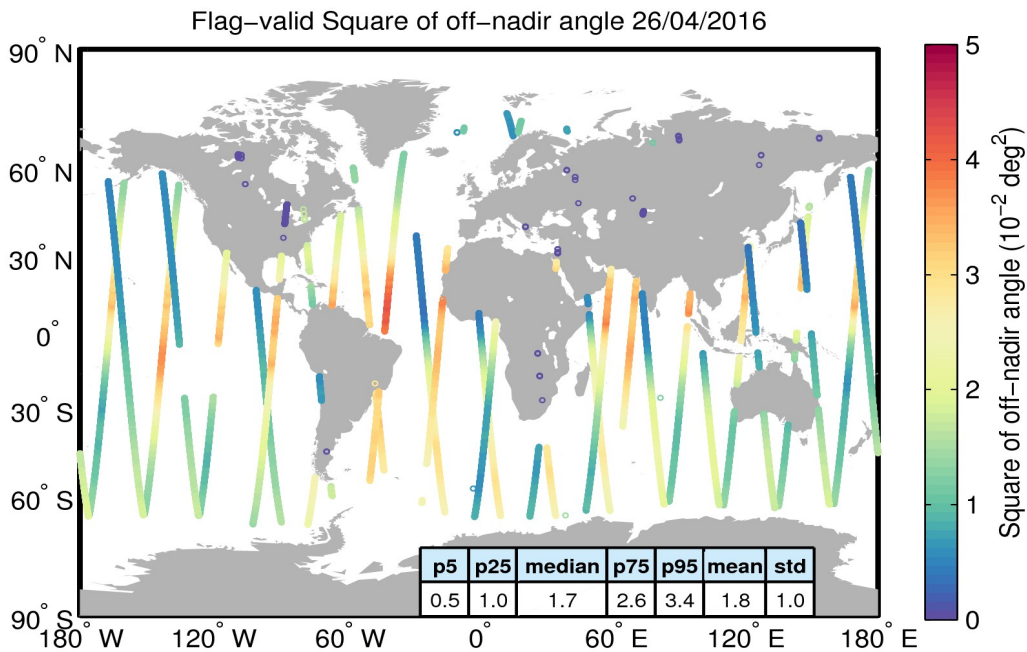 Flag−valid Square of off−nadir angle 26/04/2016
90° N
60° N
30° N
0°
30° S
60° S
90° S
180° W
120° W
60° W
0°
60° E
120° E
180° E
p5 p25 median p75 p95 mean std
0.5 1.0 1.7 2.6 3.4 1.8 1.0
5
4
3
2
1
0
Square of off−nadir angle (10⁻² deg²)